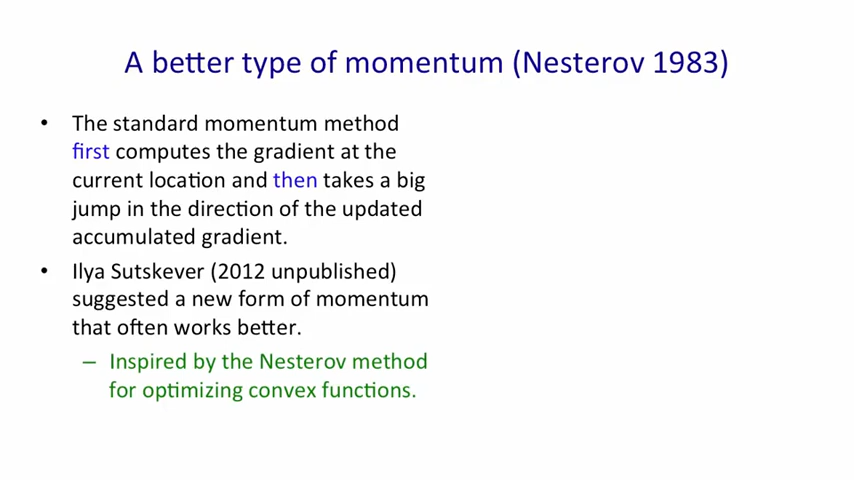 A better type of momentum (Nesterov 1983)
• The standard momentum method
first computes the gradient at the
current location and then takes a big
jump in the direction of the updated
accumulated gradient.
• Ilya Sutskever (2012 unpublished)
suggested a new form of momentum
that often works better.
– Inspired by the Nesterov method
for optimizing convex functions.